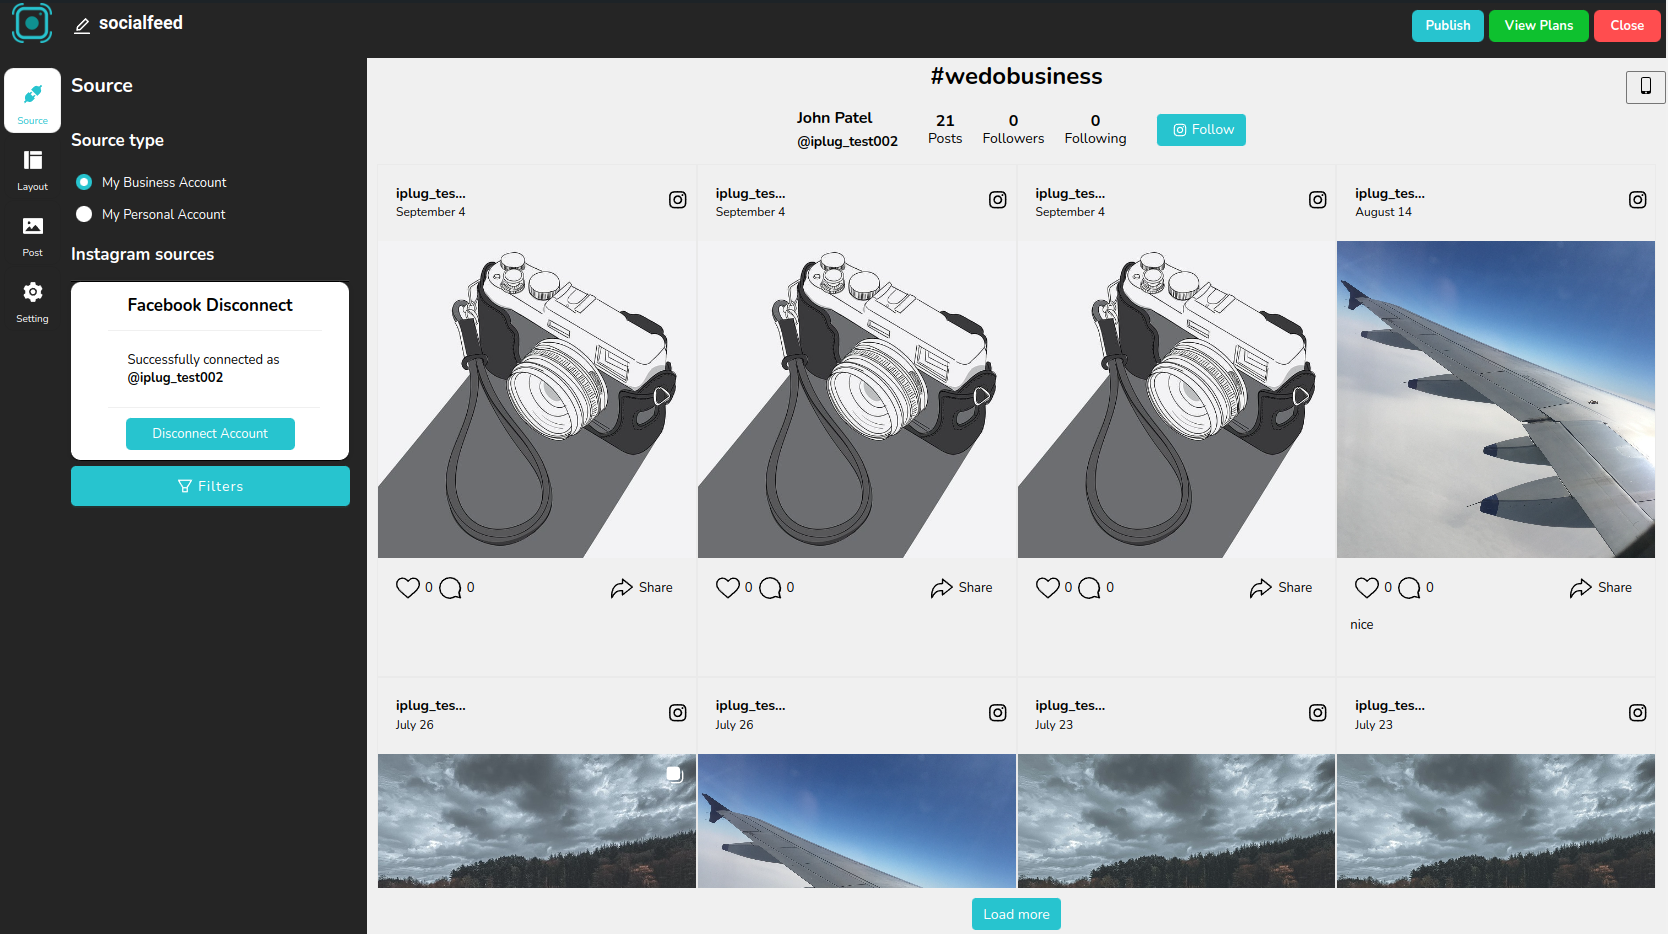 socialfeed
Publish
View Plans
Close
Source
Layout
Post
Setting
Source
Source type
My Business Account
My Personal Account
Instagram sources
Facebook Disconnect
Successfully connected as
@iplug_test002
Disconnect Account
Filters
#wedobusiness
John Patel
@iplug_test002
21
Posts
0
Followers
0
Following
Follow
iplug_tes...
September 4
iplug_tes...
September 4
iplug_tes...
September 4
iplug_tes...
August 14
0 0 Share
0 0 Share
0 0 Share
0 0 Share
nice
iplug_tes...
July 26
iplug_tes...
July 26
iplug_tes...
July 23
iplug_tes...
July 23
Load more